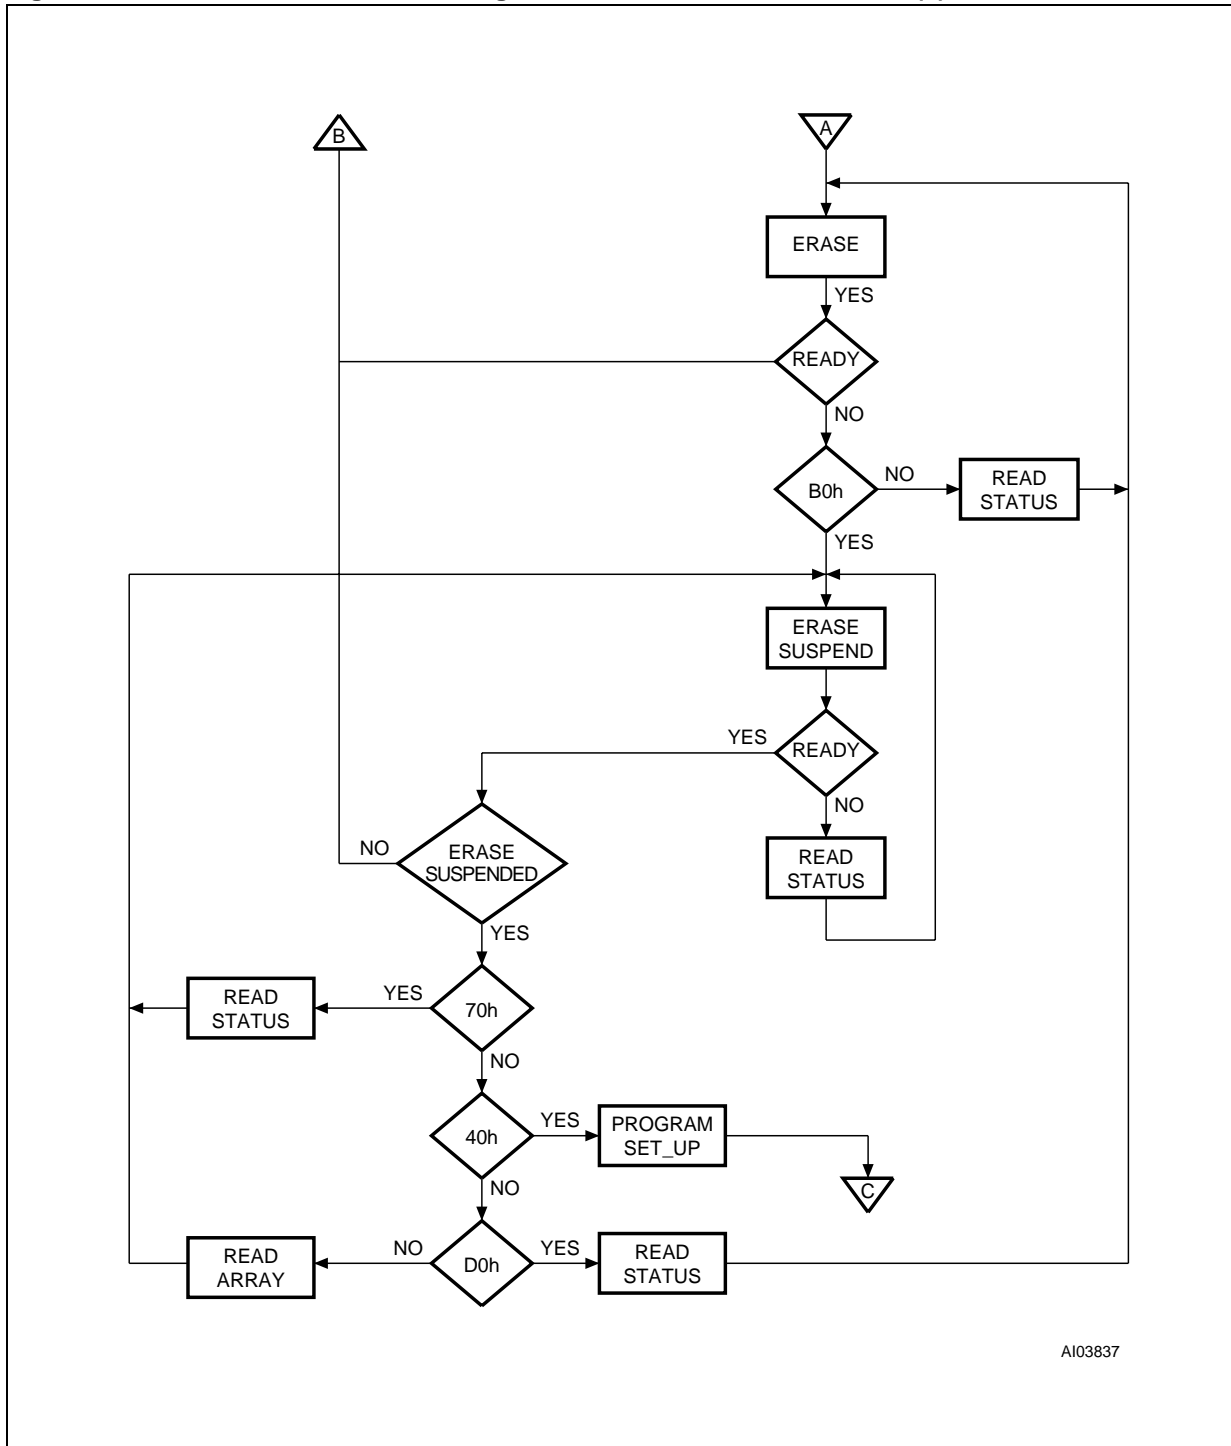 B
A
ERASE
YES
READY
NO
B0h
NO
READ
STATUS
YES
ERASE
SUSPEND
YES
READY
NO
NO
ERASE
SUSPENDED
READ
STATUS
YES
READ
STATUS
YES
70h
NO
40h
YES
PROGRAM
SET_UP
NO
C
READ
ARRAY
NO
D0h
YES
READ
STATUS
AI03837